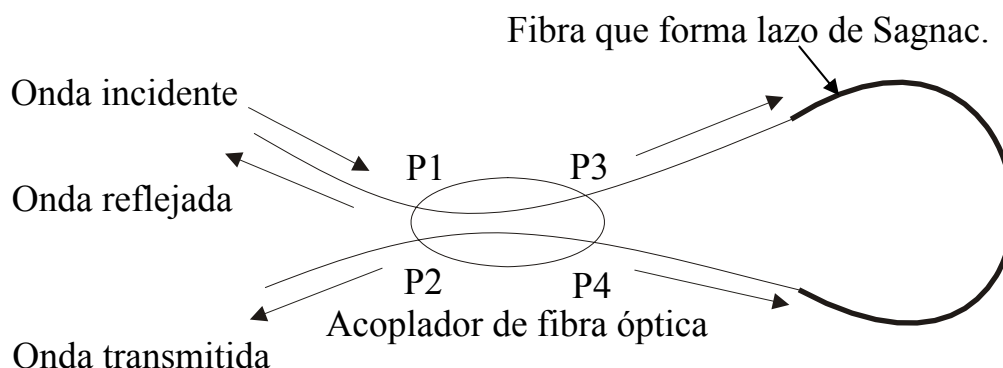 Fibra que forma lazo de Sagnac.
Onda incidente
P1
P3
Onda reflejada
P2
P4
Acoplador de fibra óptica
Onda transmitida